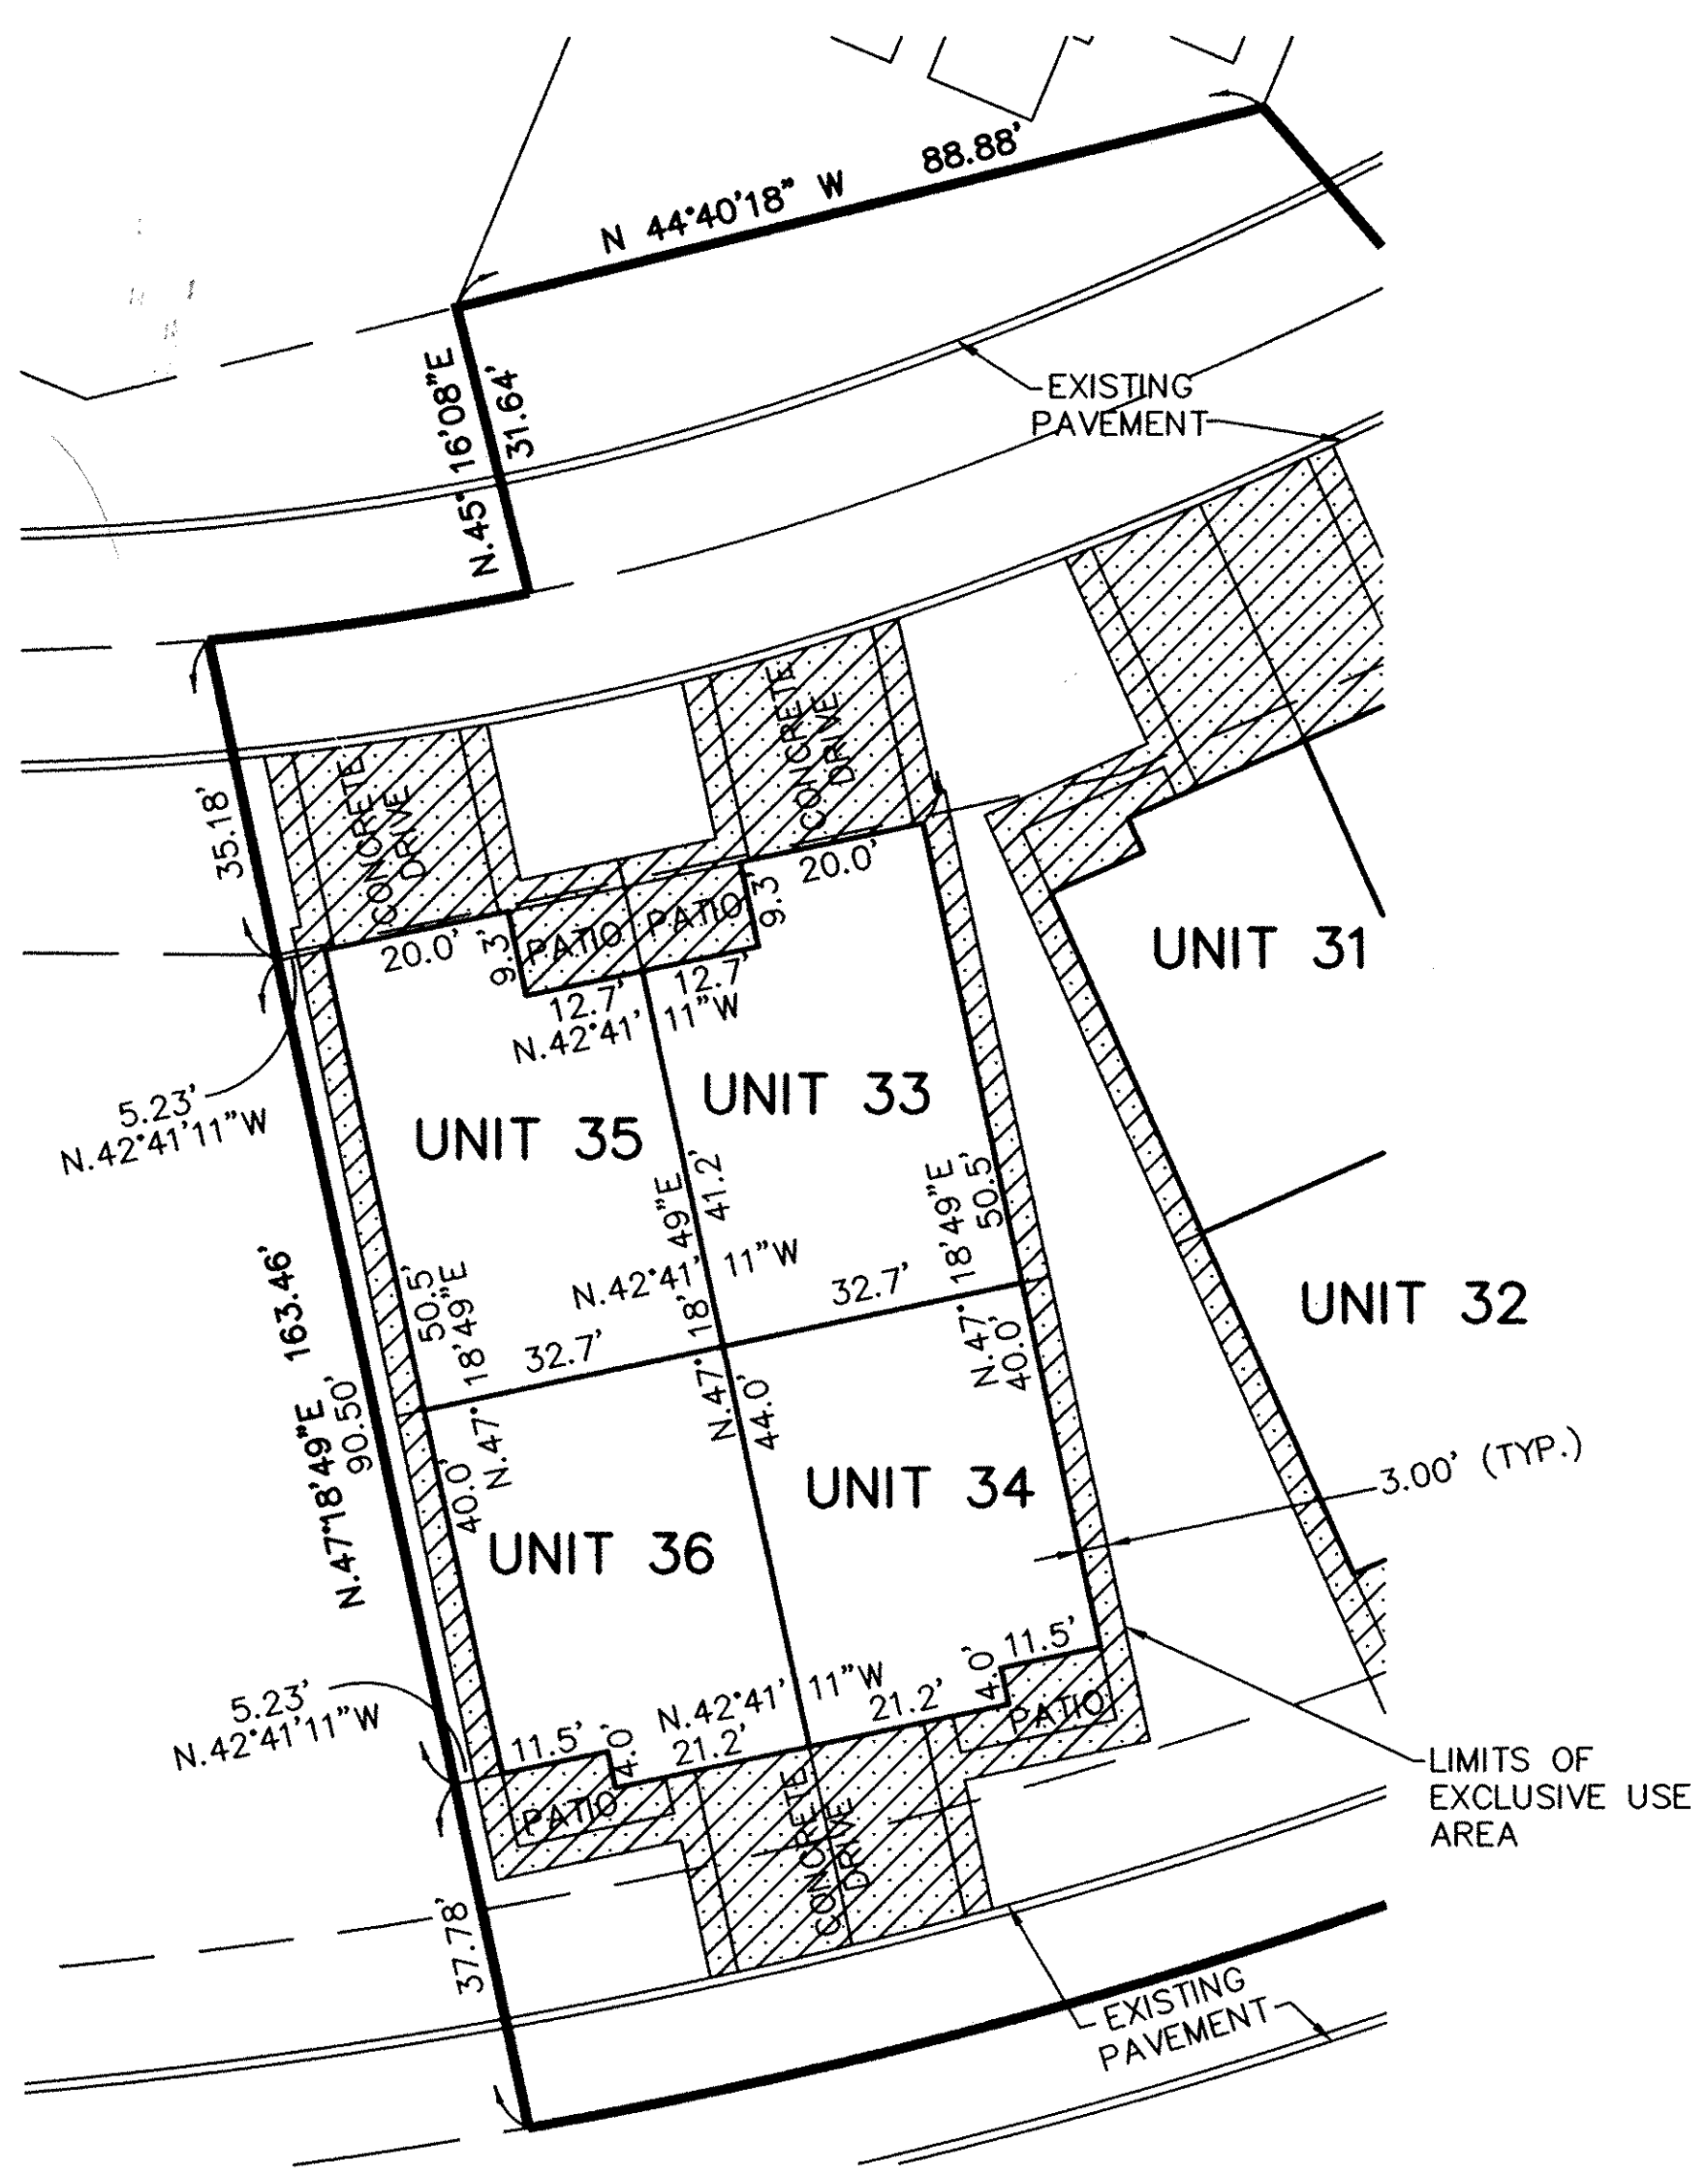 N 44°40'18" W 88.88'
N.45°16'08"E
31.64'
EXISTING
PAVEMENT
CONCRETE
DRIVE
CONCRETE
DRIVE
35.18'
20.0'
9.3'
PATIO
PATIO
9.3'
20.0'
12.7'
12.7'
N.42°41'11"W
UNIT 31
5.23'
N.42°41'11"W
UNIT 35
UNIT 33
N.47°18'49"E
41.2'
N.47°18'49"E
50.5'
50.5'
N.47°18'49"E
N.42°41'11"W
32.7'
32.7'
UNIT 32
N.47°18'49"E 163.46'
90.50'
40.0'
44.0'
40.0'
UNIT 34
UNIT 36
3.00' (TYP.)
5.23'
N.42°41'11"W
11.5'
4.0'
N.42°41'11"W
21.2'
21.2'
4.0'
11.5'
PATIO
PATIO
CONCRETE
DRIVE
LIMITS OF
EXCLUSIVE USE
AREA
37.78'
EXISTING
PAVEMENT